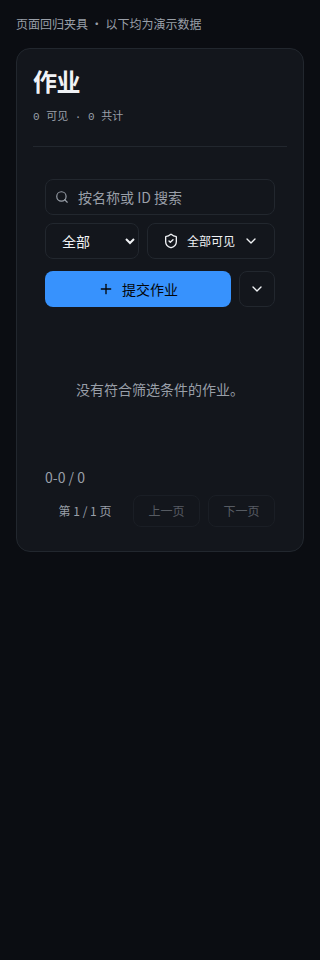 页面回归夹具 • 以下均为演示数据
作业
0 可见 · 0 共计
按名称或 ID 搜索
全部
全部可见
提交作业
没有符合筛选条件的作业。
0-0 / 0
第 1 / 1 页
上一页
下一页